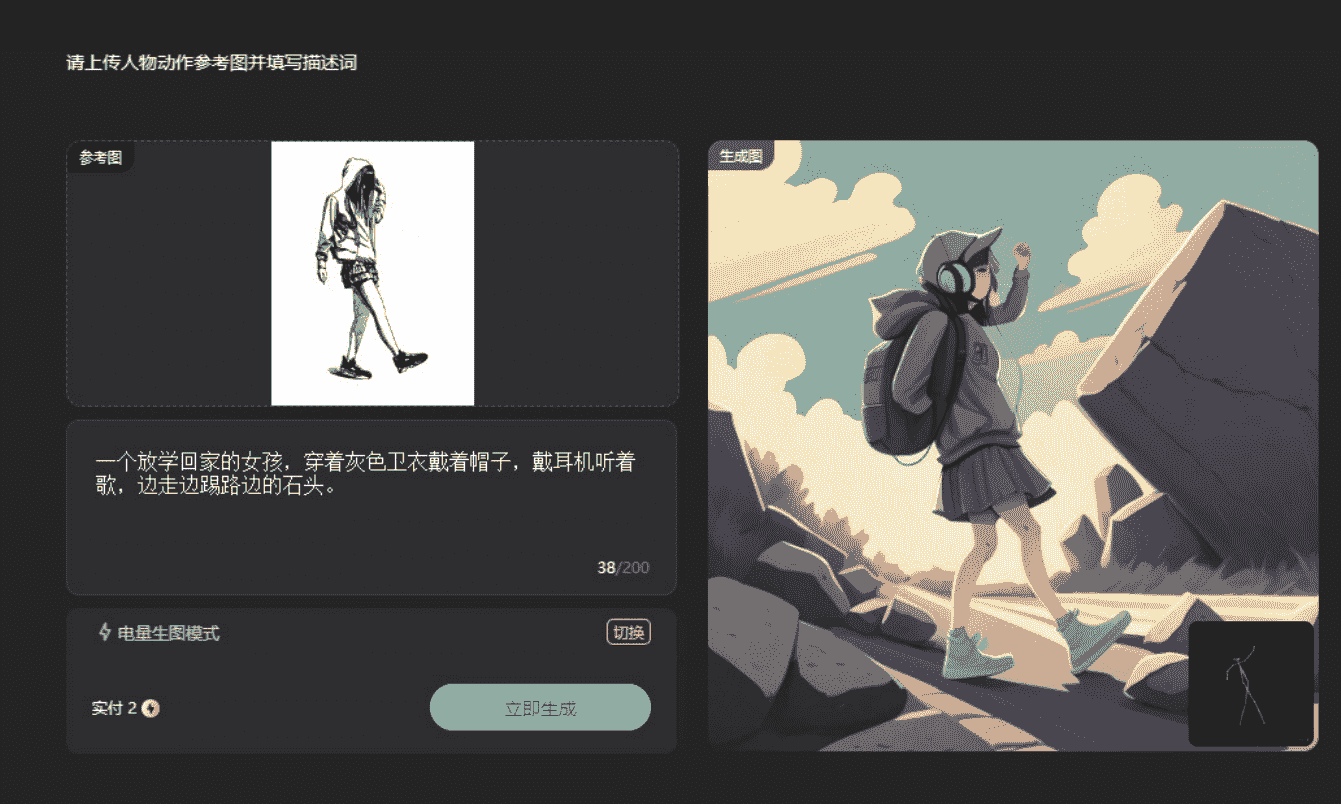 请上传人物动作参考图并填写描述词
参考图
生成图
一个放学回家的女孩，穿着灰色卫衣戴着帽子，戴耳机听着
歌，边走边踢路边的石头。
38/200
电量生图模式
切换
实付 2
立即生成